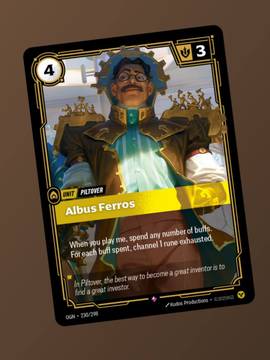 4
3
UNIT PILTOVER
Albus Ferros
When you play me, spend any number of buffs.
For each buff spent, channel 1 rune exhausted.
In Piltover, the best way to become a great investor is to
find a great inventor.
OGN • 230/298
Kudos Productions